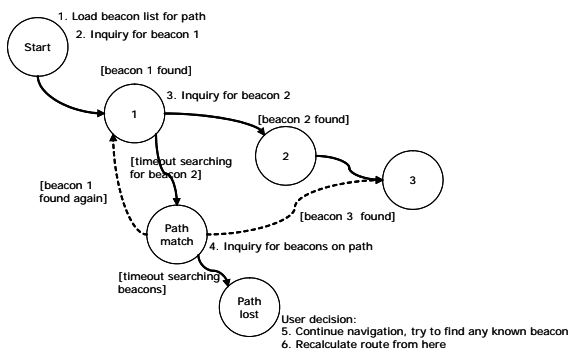 1. Load beacon list for path
2. Inquiry for beacon 1
Start
[beacon 1 found]
3. Inquiry for beacon 2
1
[beacon 2 found]
2
[timeout searching
for beacon 2]
3
[beacon 1
found again]
[beacon 3 found]
Path
match
4. Inquiry for beacons on path
[timeout searching
beacons]
Path
lost
User decision:
5. Continue navigation, try to find any known beacon
6. Recalculate route from here